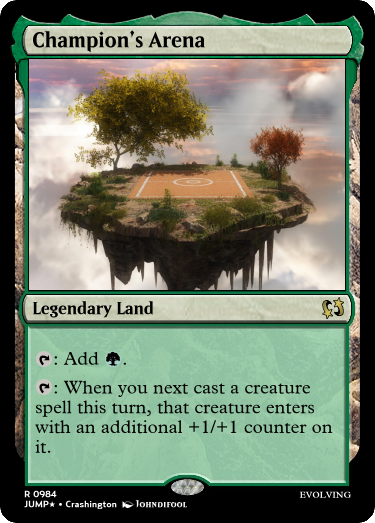 Champion's Arena
Legendary Land
: Add .
: When you next cast a creature
spell this turn, that creature enters
with an additional +1/+1 counter on
it.
R 0984
JUMP★ • Crashington Johndifool
EVOLVING